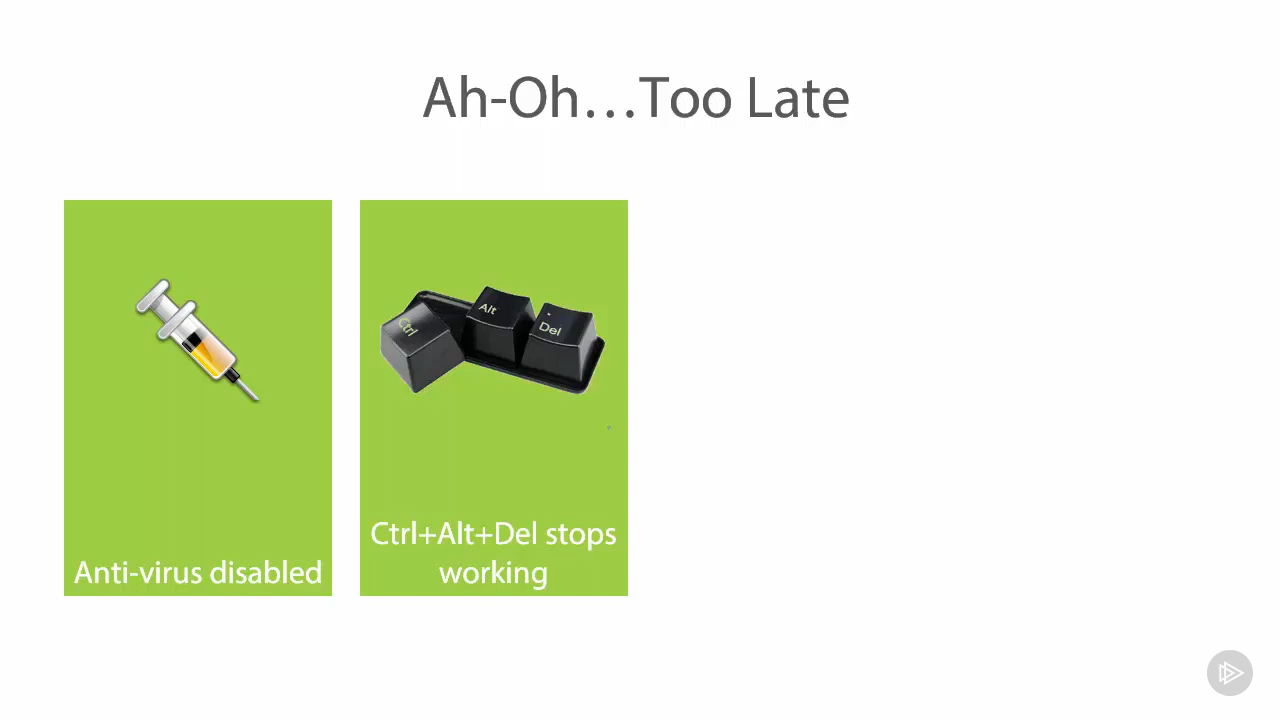 Ah-Oh…Too Late
Ctrl
Alt
Del
Anti-virus disabled
Ctrl+Alt+Del stops
working